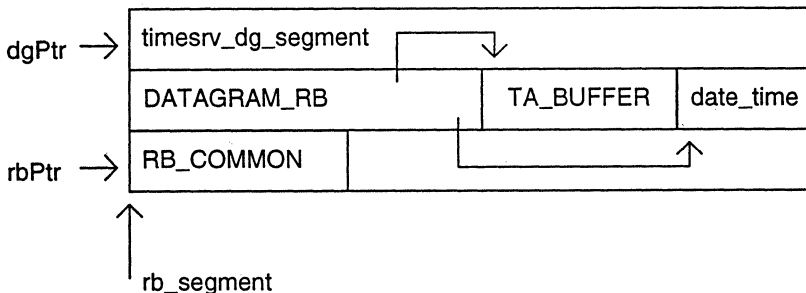 dgPtr
timesrv_dg_segment
DATAGRAM_RB
TA_BUFFER
date_time
rbPtr
RB_COMMON
rb_segment